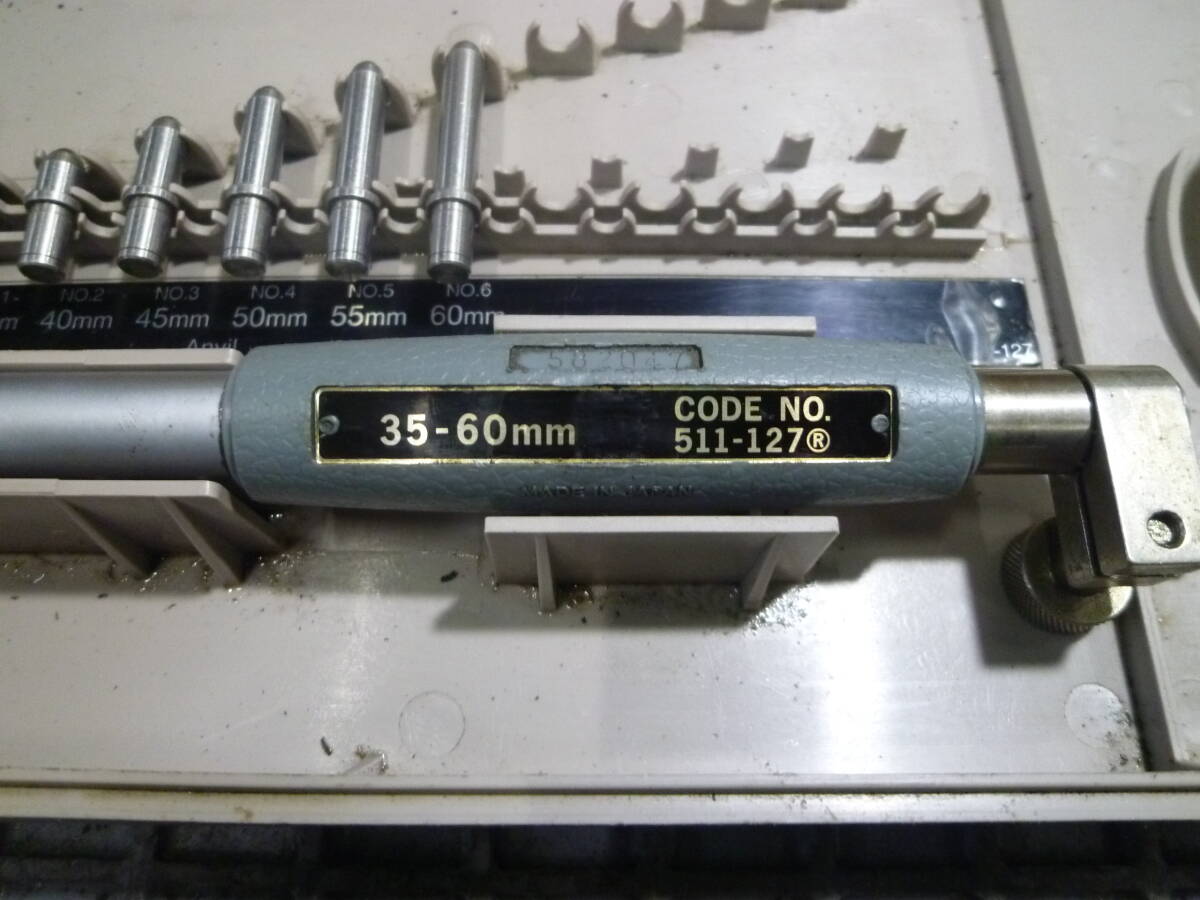 NO.2 NO.3 NO.4 NO.5 NO.6
40mm 45mm 50mm 55mm 60mm
Anvil
-127
582047
35-60mm
CODE NO.
511-127®
MADE IN JAPAN